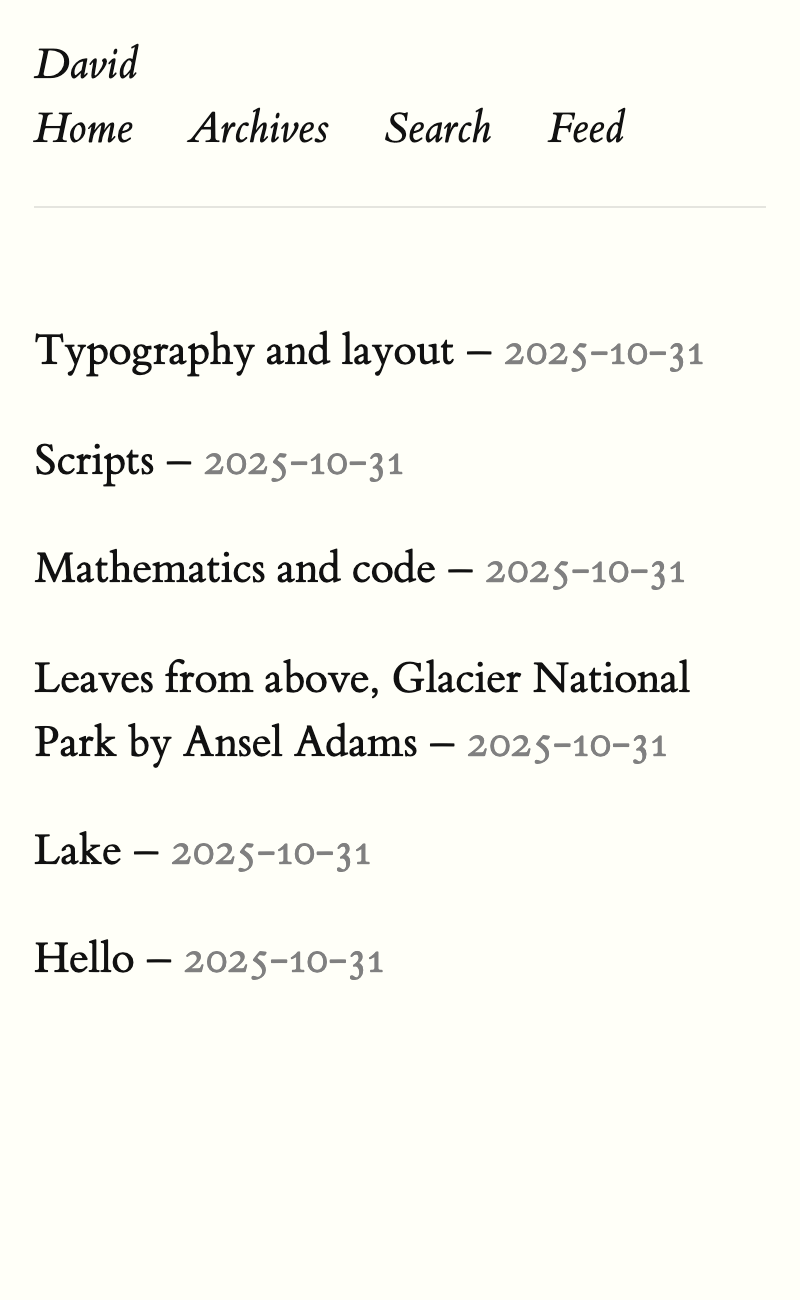 David
Home Archives Search Feed
Typography and layout – 2025-10-31
Scripts – 2025-10-31
Mathematics and code – 2025-10-31
Leaves from above, Glacier National
Park by Ansel Adams – 2025-10-31
Lake – 2025-10-31
Hello – 2025-10-31